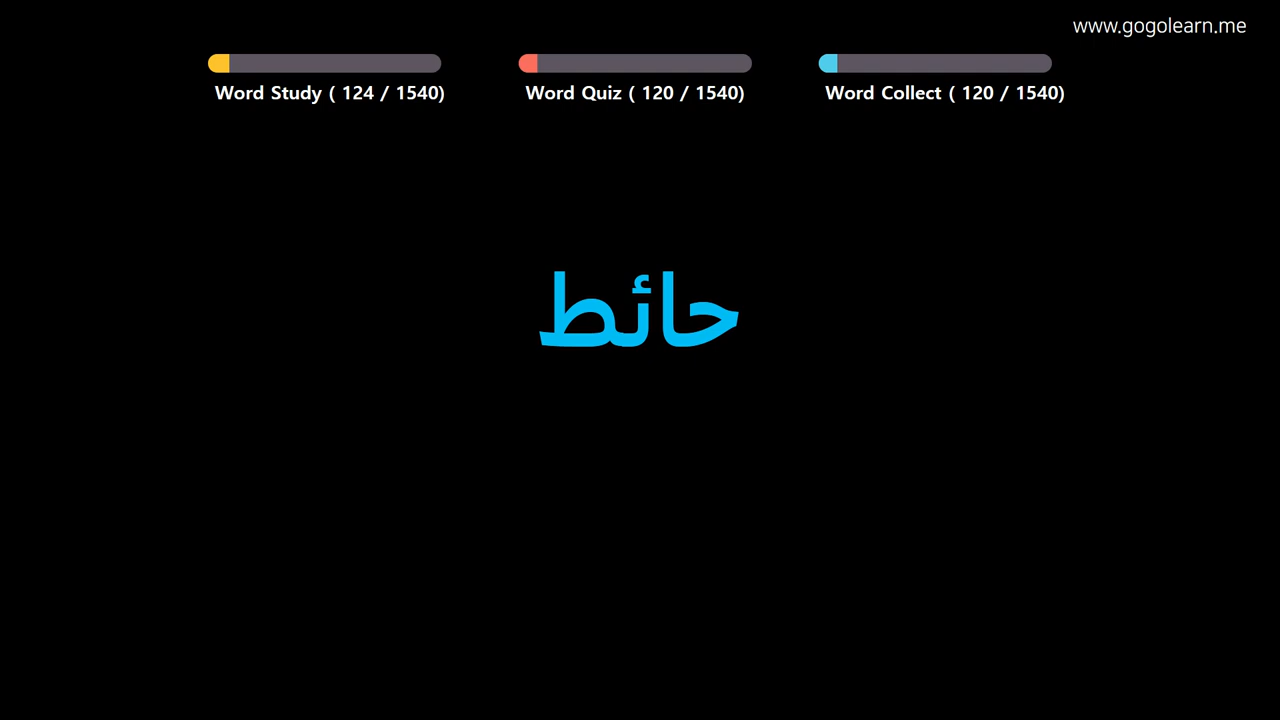 www.gogolearn.me
Word Study ( 124 / 1540)
Word Quiz ( 120 / 1540)
Word Collect ( 120 / 1540)
حائط